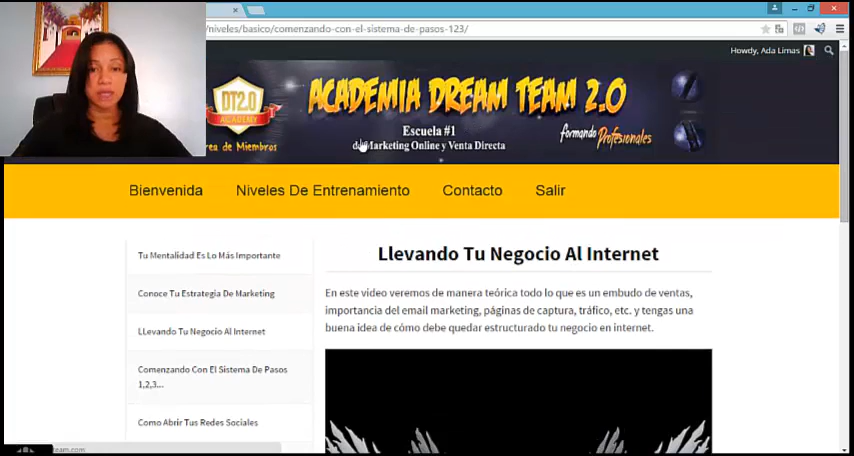 /niveles/basico/comenzando-con-el-sistema-de-pasos-123/
Howdy, Ada Limas
DT2.0
ACADEMY
rea de Miembros
ACADEMIA DREAM TEAM 2.0
Escuela #1
de Marketing Online y Venta Directa
formando Profesionales
Bienvenida
Niveles De Entrenamiento
Contacto
Salir
Tu Mentalidad Es Lo Más Importante
Conoce Tu Estrategia De Marketing
LLevando Tu Negocio Al Internet
Comenzando Con El Sistema De Pasos
1,2,3...
Como Abrir Tus Redes Sociales
Llevando Tu Negocio Al Internet
En este video veremos de manera teórica todo lo que es un embudo de ventas,
importancia del email marketing, páginas de captura, tráfico, etc. y tengas una
buena idea de cómo debe quedar estructurado tu negocio en internet.
ream.com